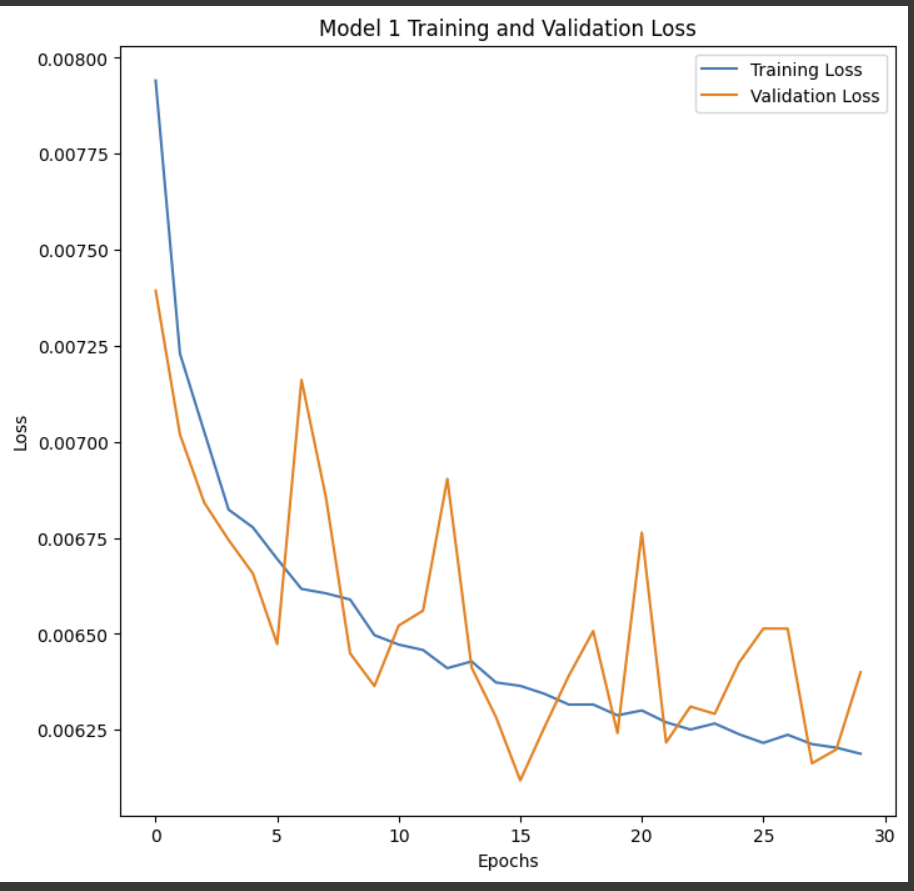 Model 1 Training and Validation Loss
Training Loss
Validation Loss
0.00800
0.00775
0.00750
0.00725
0.00700
0.00675
0.00650
0.00625
Loss
0 5 10 15 20 25 30
Epochs